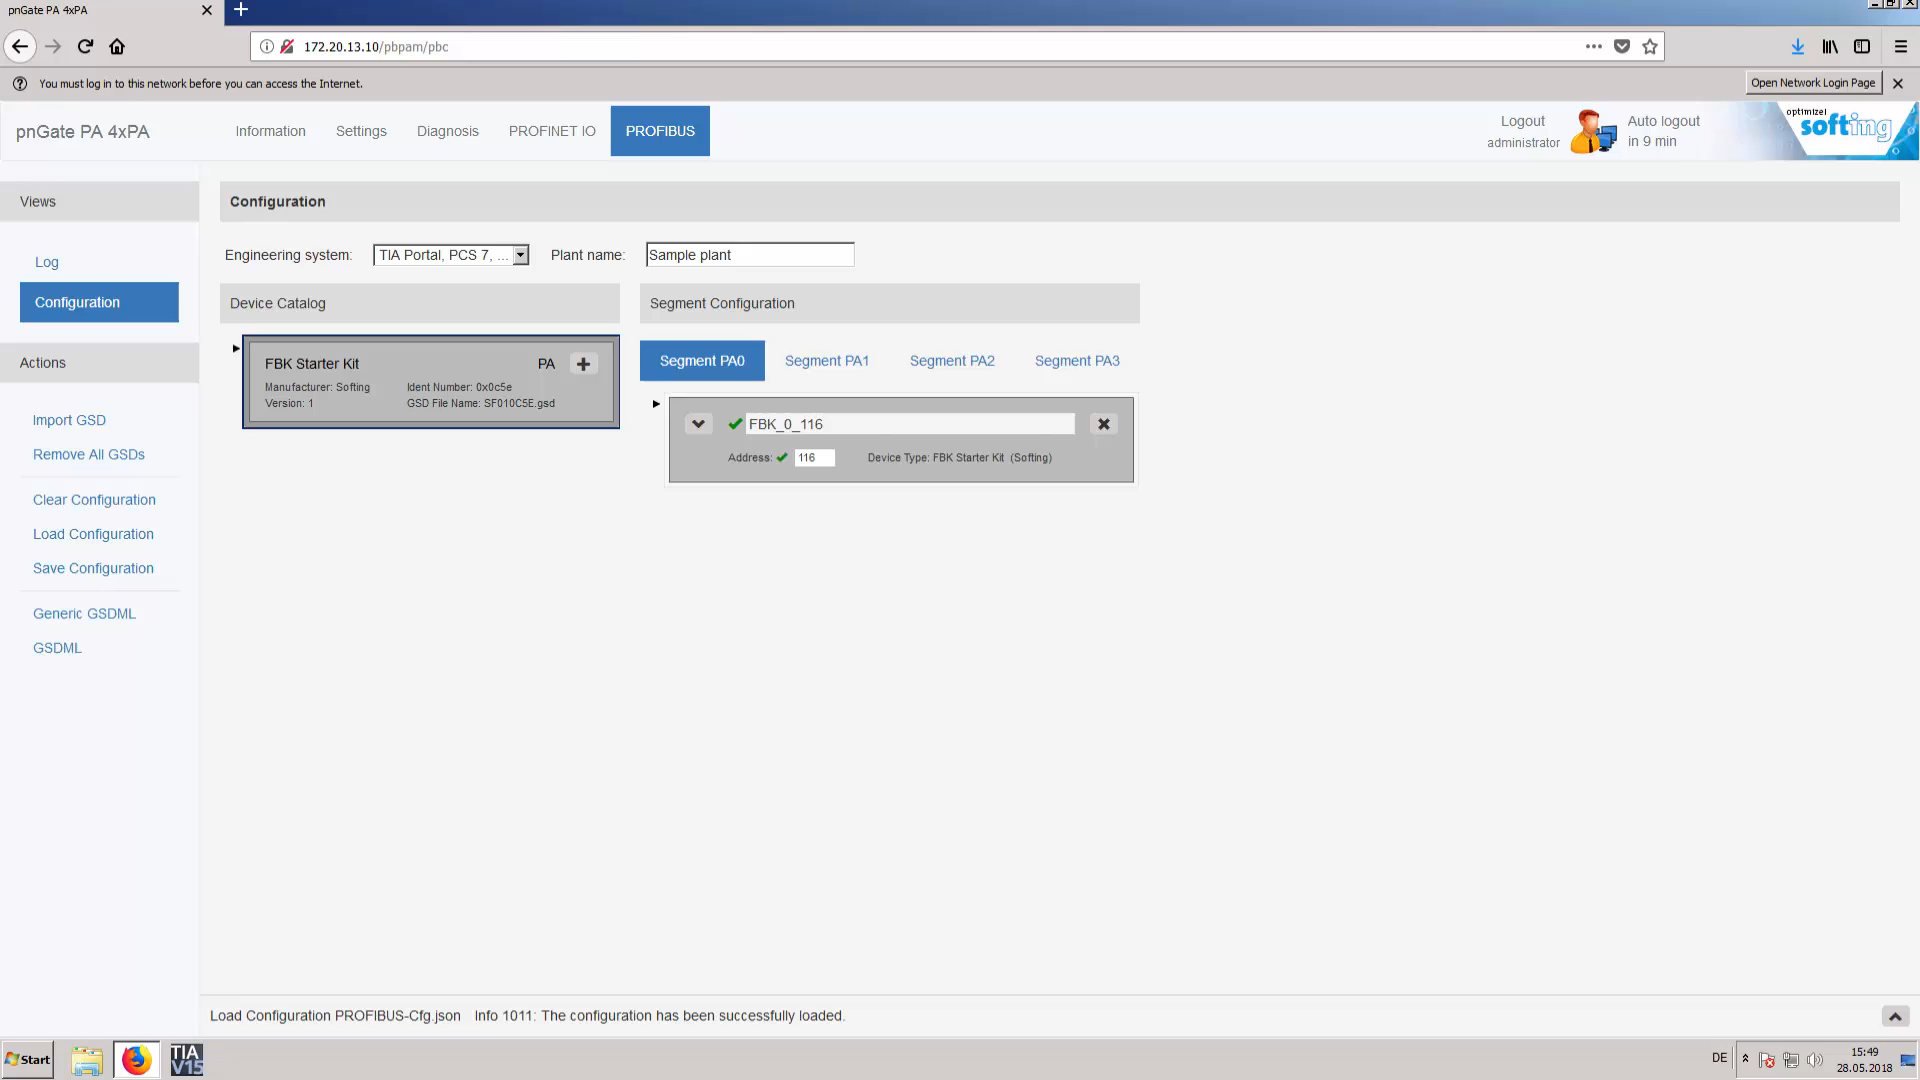 pnGate PA 4xPA
172.20.13.10/pbpam/pbc
You must log in to this network before you can access the Internet.
Open Network Login Page
pnGate PA 4xPA
Information
Settings
Diagnosis
PROFINET IO
PROFIBUS
Logout
administrator
Auto logout
in 9 min
optimize!
softing
Views
Log
Configuration
Actions
Import GSD
Remove All GSDs
Clear Configuration
Load Configuration
Save Configuration
Generic GSDML
GSDML
Configuration
Engineering system:
TIA Portal, PCS 7, ...
Plant name:
Sample plant
Device Catalog
FBK Starter Kit
PA
Manufacturer: Softing
Ident Number: 0x0c5e
Version: 1
GSD File Name: SF010C5E.gsd
Segment Configuration
Segment PA0
Segment PA1
Segment PA2
Segment PA3
FBK_0_116
Address:
116
Device Type: FBK Starter Kit (Softing)
Load Configuration PROFIBUS-Cfg.json Info 1011: The configuration has been successfully loaded.
Start
TIA
V15
DE
15:49
28.05.2018